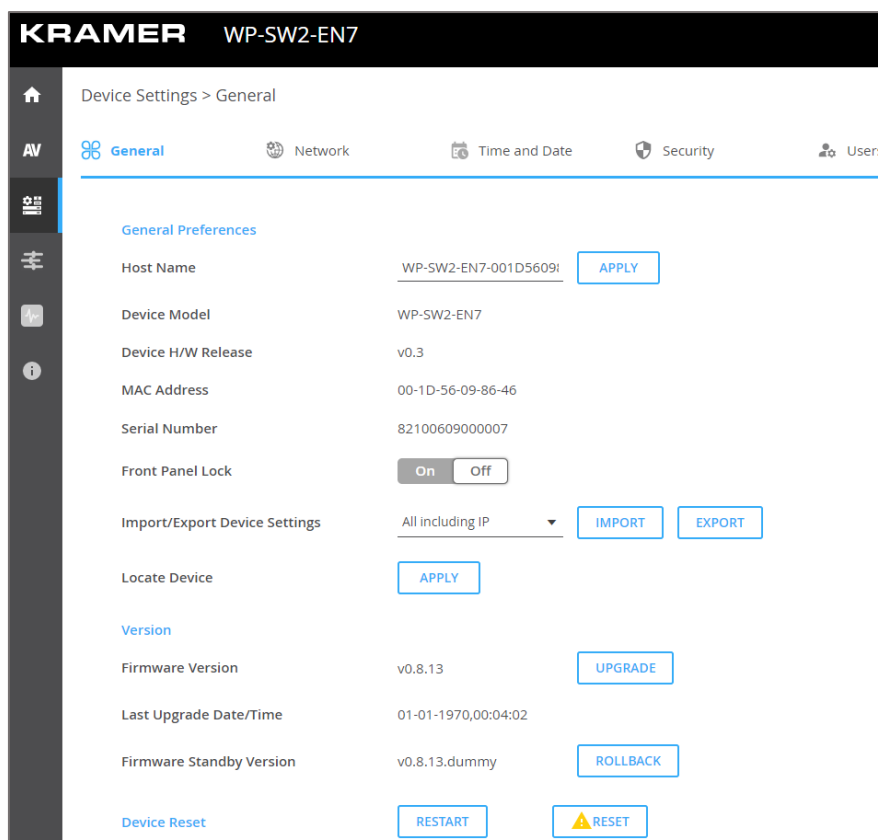 KRAMER WP-SW2-EN7
Device Settings > General
AV
General Network Time and Date Security
General Preferences
Host Name WP-SW2-EN7-001D5609 APPLY
Device Model WP-SW2-EN7
Device H/W Release v0.3
MAC Address 00-1D-56-09-86-46
Serial Number 82100609000007
Front Panel Lock On Off
Import/Export Device Settings All including IP IMPORT EXPORT
Locate Device APPLY
Version
Firmware Version v0.8.13 UPGRADE
Last Upgrade Date/Time 01-01-1970,00:04:02
Firmware Standby Version v0.8.13.dummy ROLLBACK
Device Reset RESTART RESET